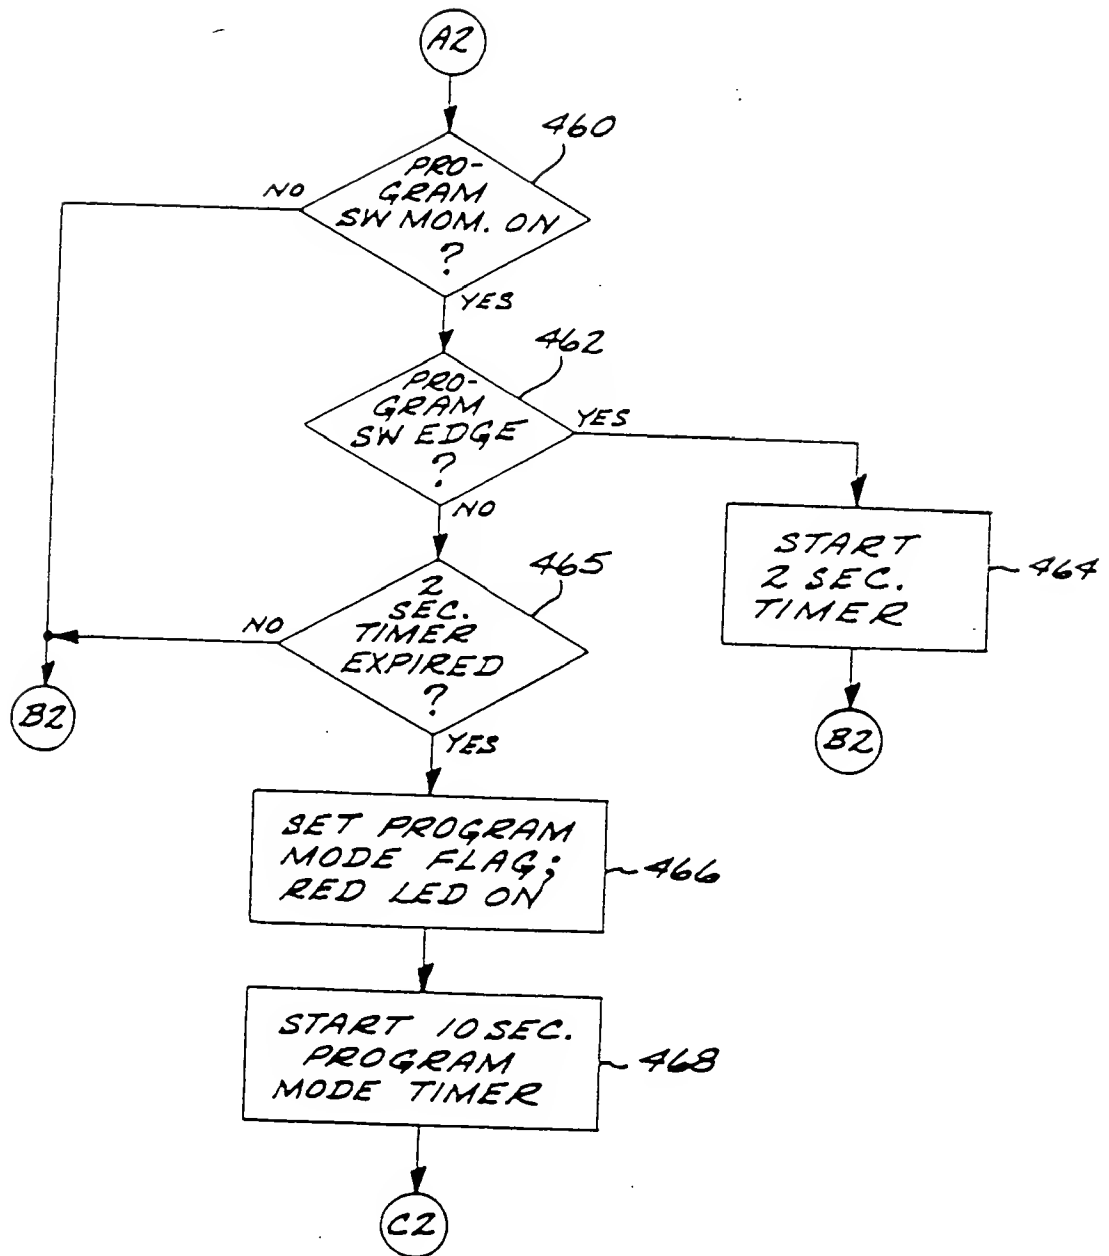 A2
460
PRO-
GRAM
SW MOM. ON
?
NO
YES
462
PRO-
GRAM
SW EDGE
?
YES
NO
START
2 SEC.
TIMER
464
465
2
SEC.
TIMER
EXPIRED
?
NO
B2
B2
YES
SET PROGRAM
MODE FLAG;
RED LED ON
466
START 10 SEC.
PROGRAM
MODE TIMER
468
C2